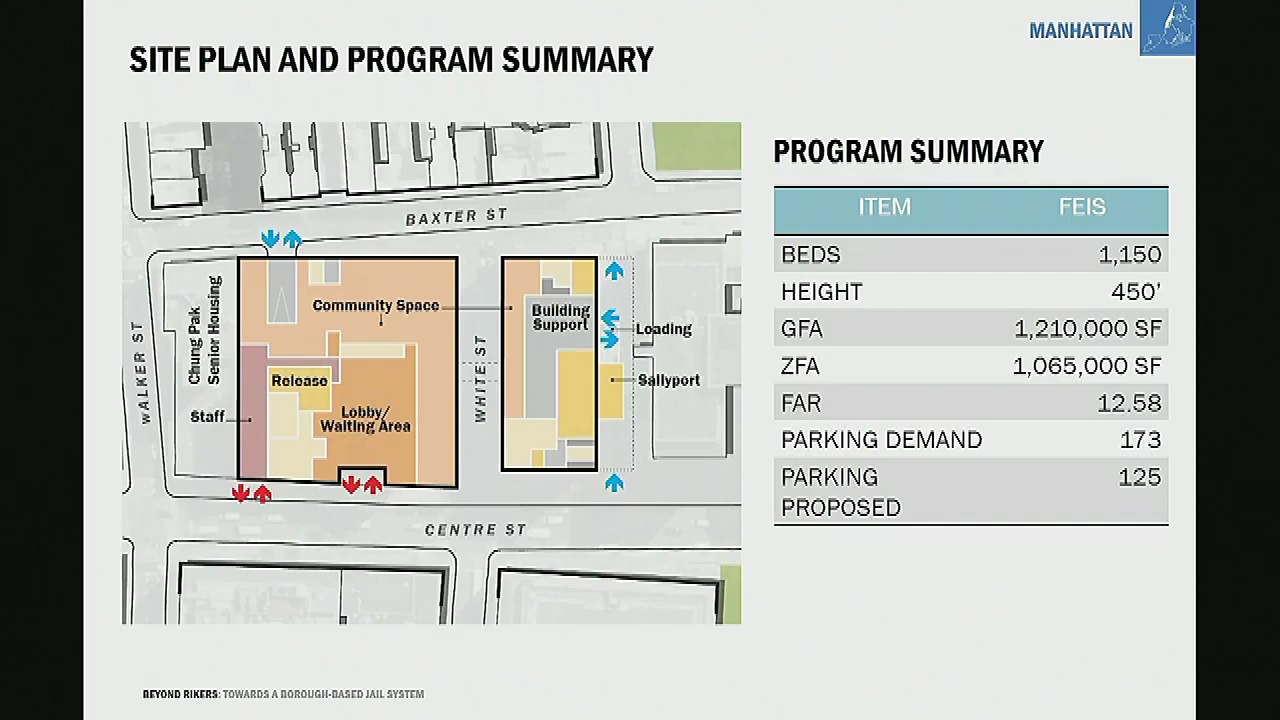 MANHATTAN
SITE PLAN AND PROGRAM SUMMARY
BAXTER ST
WALKER ST
Chung Pak
Senior Housing
Community Space
Building
Support
Loading
WHITE ST
Release
Sallyport
Staff
Lobby/
Waiting Area
CENTRE ST
PROGRAM SUMMARY
ITEM FEIS
BEDS 1,150
HEIGHT 450'
GFA 1,210,000 SF
ZFA 1,065,000 SF
FAR 12.58
PARKING DEMAND 173
PARKING 125
PROPOSED
BEYOND RIKERS: TOWARDS A BOROUGH-BASED JAIL SYSTEM